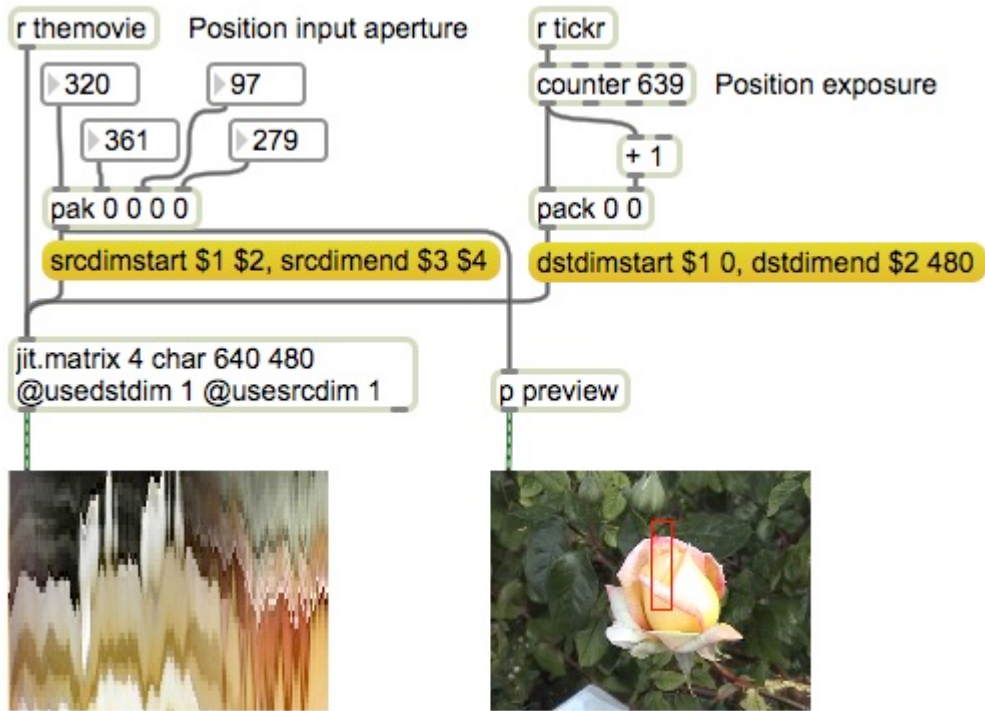 r themovie
Position input aperture
r tickr
320
97
counter 639
Position exposure
361
279
+ 1
pak 0 0 0 0
pack 0 0
srcdimstart $1 $2, srcdimend $3 $4
dstdimstart $1 0, dstdimend $2 480
jit.matrix 4 char 640 480
@usedstdim 1 @usesrcdim 1
p preview